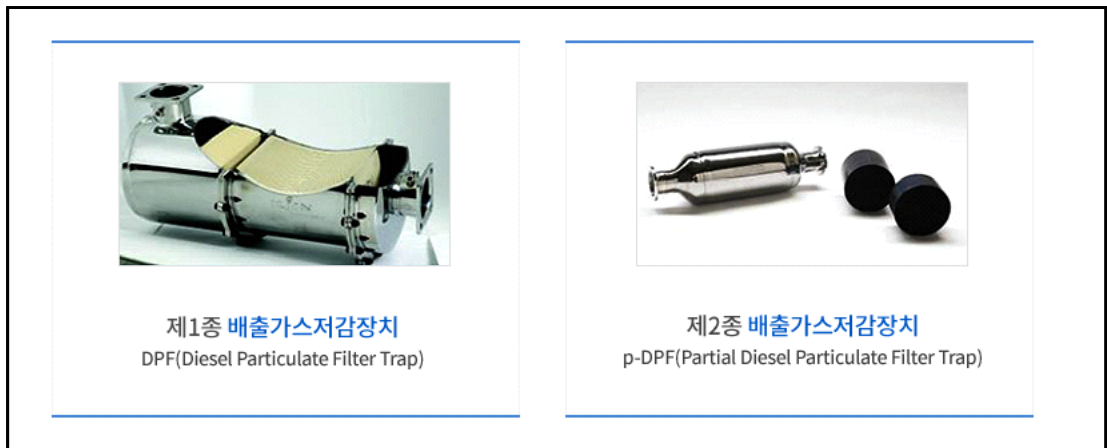 제1종 배출가스저감장치
DPF(Diesel Particulate Filter Trap)
제2종 배출가스저감장치
p-DPF(Partial Diesel Particulate Filter Trap)